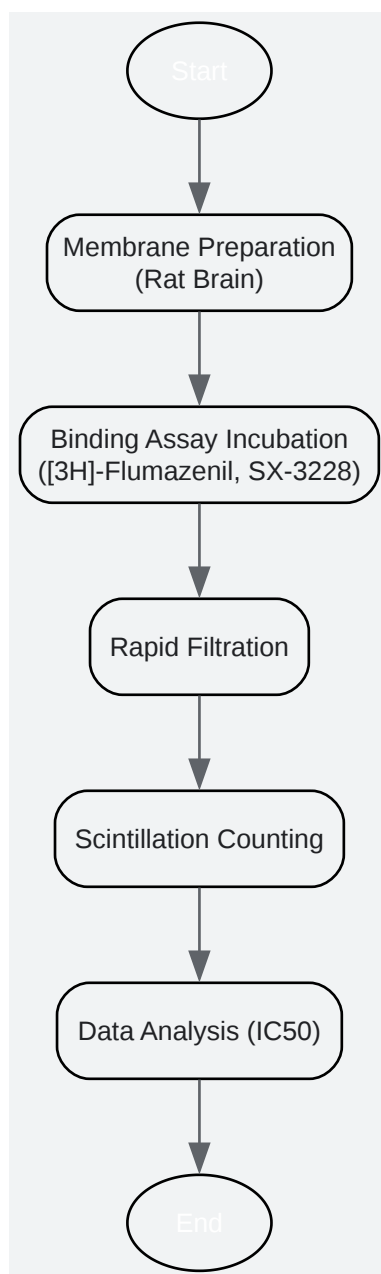 Start
Membrane Preparation
(Rat Brain)
Binding Assay Incubation
([3H]-Flumazenil, SX-3228)
Rapid Filtration
Scintillation Counting
Data Analysis (IC50)
End